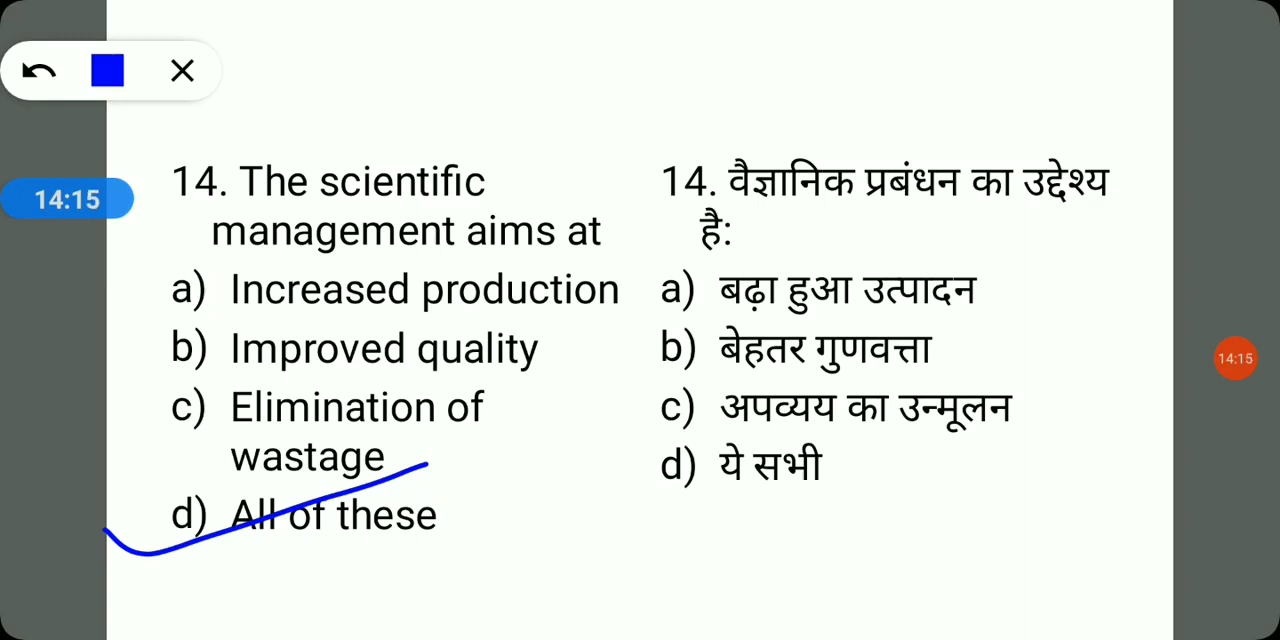 14:15
14. The scientific
management aims at
a) Increased production
b) Improved quality
c) Elimination of
wastage
d) All of these
14. वैज्ञानिक प्रबंधन का उद्देश्य
है:
a) बढ़ा हुआ उत्पादन
b) बेहतर गुणवत्ता
c) अपव्यय का उन्मूलन
d) ये सभी
14:15